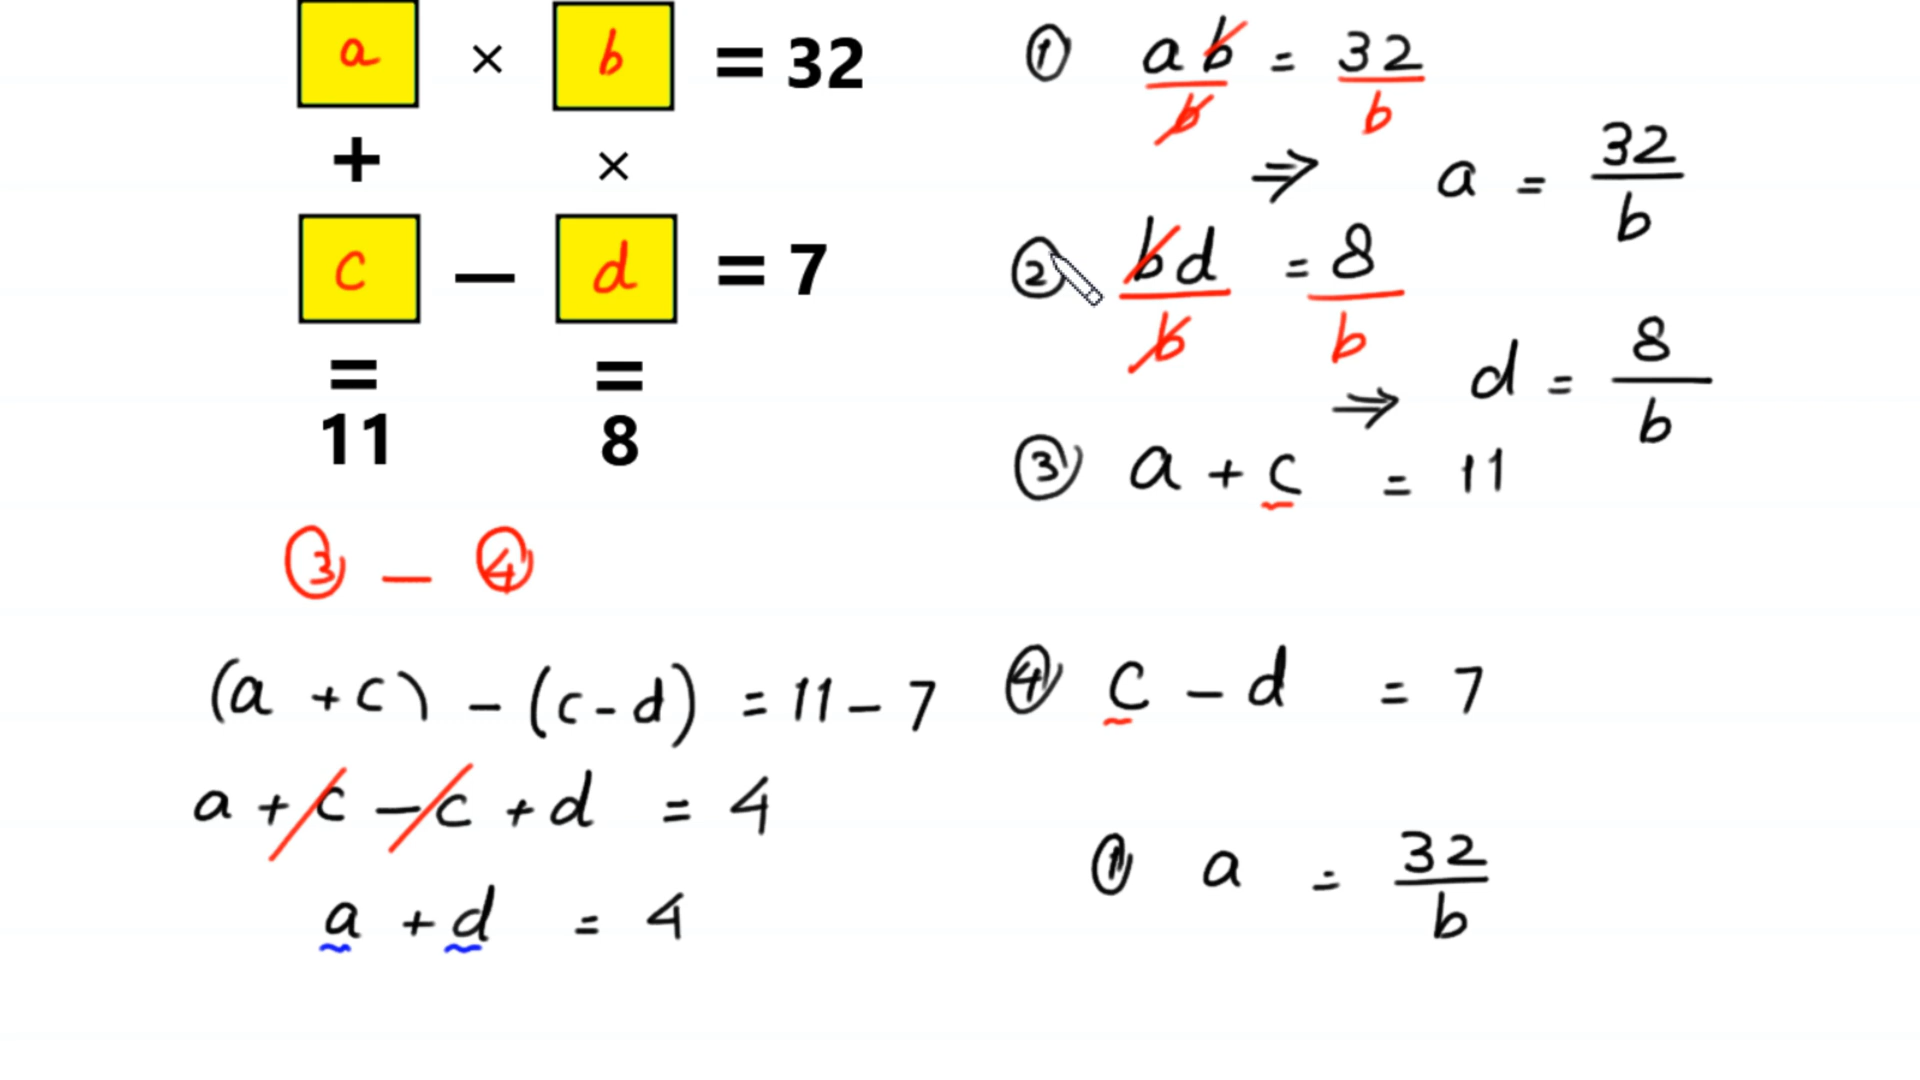 a × b = 32
+ ×
c − d = 7
= =
11 8
③ − ④
(a + c) − (c - d) = 11 − 7
a + c − c + d = 4
a + d = 4
① ab/b = 32/b
⇒ a = 32/b
② bd/b = 8/b
⇒ d = 8/b
③ a + c = 11
④ c − d = 7
① a = 32/b